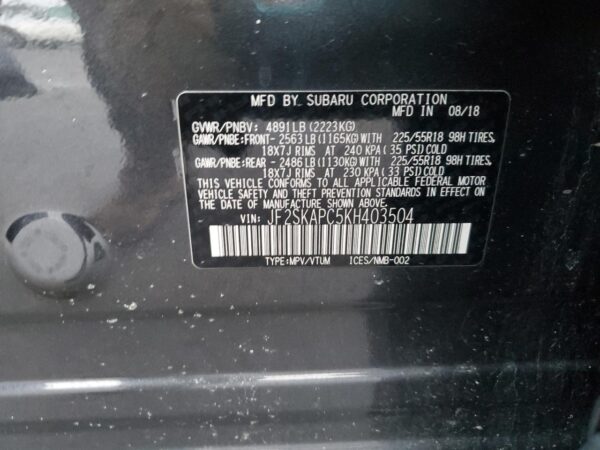 MFD BY SUBARU CORPORATION
MFD IN 08/18
GVWR/PNBV: 4891LB(2223KG)
GAWR/PNBE:FRONT- 2563LB(1165KG)WITH 225/55R18 98H TIRES,
18X7J RIMS AT 240 KPA(35 PSI)COLD
GAWR/PNBE:REAR - 2486LB(1130KG)WITH 225/55R18 98H TIRES,
18X7J RIMS AT 230 KPA(33 PSI)COLD
THIS VEHICLE CONFORMS TO ALL APPLICABLE FEDERAL MOTOR
VEHICLE SAFETY AND THEFT PREVENTION STANDARDS IN EFFECT
ON THE DATE OF MANUFACTURE SHOWN ABOVE.
VIN: JF2SKAPC5KH403504
TYPE:MPV/VTUM ICES/NMB-002